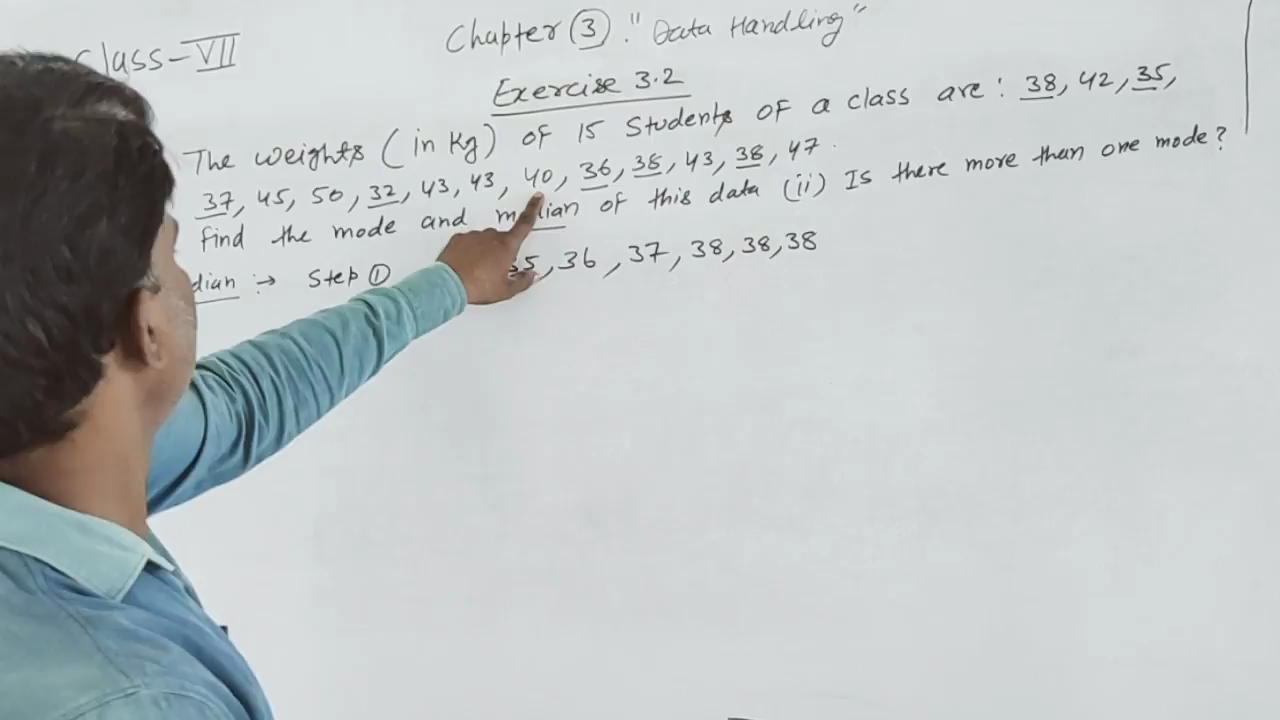 Class-VII
Chapter 3. "Data Handling"
Exercise 3.2
The weights (in Kg) of 15 students of a class are: 38, 42, 35,
37, 45, 50, 32, 43, 43, 40, 36, 38, 43, 38, 47.
find the mode and median of this data (ii) Is there more than one mode?
dian :→ Step 1 35, 36, 37, 38, 38, 38